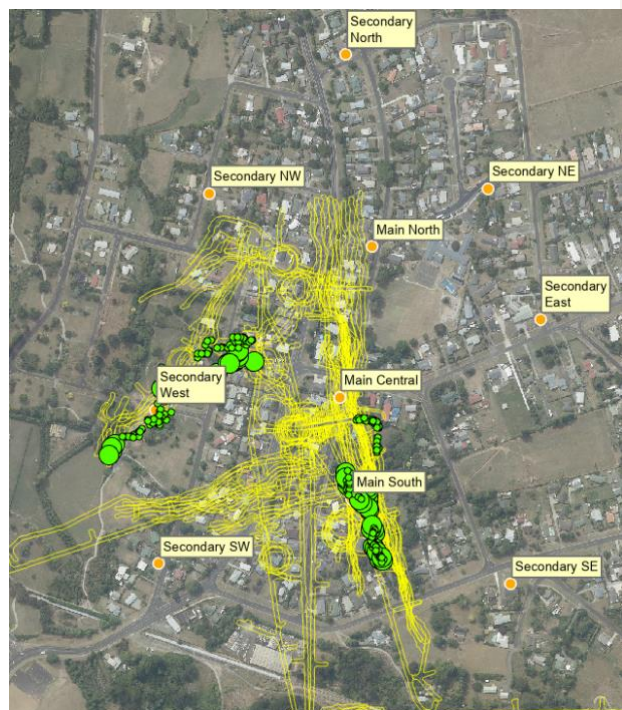 Secondary
North
Secondary NW
Secondary NE
Main North
Secondary
East
Secondary
West
Main Central
Main South
Secondary SW
Secondary SE